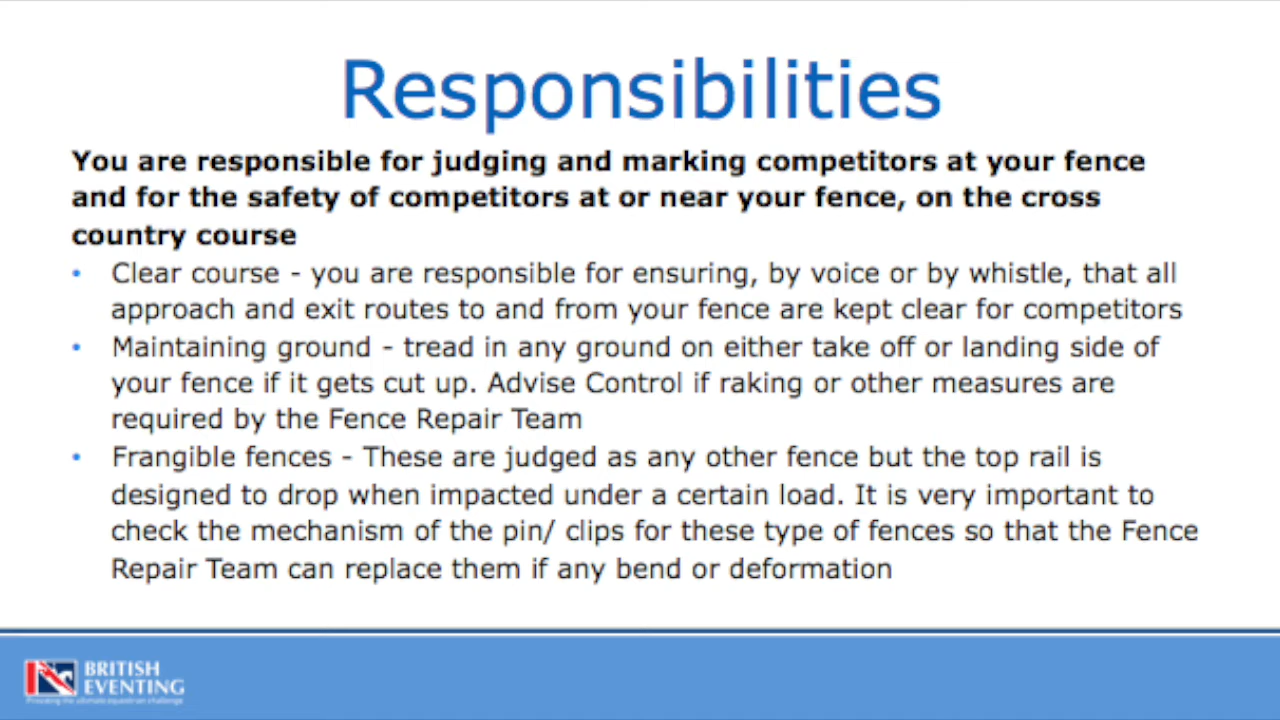 Responsibilities
You are responsible for judging and marking competitors at your fence
and for the safety of competitors at or near your fence, on the cross
country course
• Clear course - you are responsible for ensuring, by voice or by whistle, that all
approach and exit routes to and from your fence are kept clear for competitors
• Maintaining ground - tread in any ground on either take off or landing side of
your fence if it gets cut up. Advise Control if raking or other measures are
required by the Fence Repair Team
• Frangible fences - These are judged as any other fence but the top rail is
designed to drop when impacted under a certain load. It is very important to
check the mechanism of the pin/ clips for these type of fences so that the Fence
Repair Team can replace them if any bend or deformation
BRITISH
EVENTING
Providing the ultimate equestrian challenge